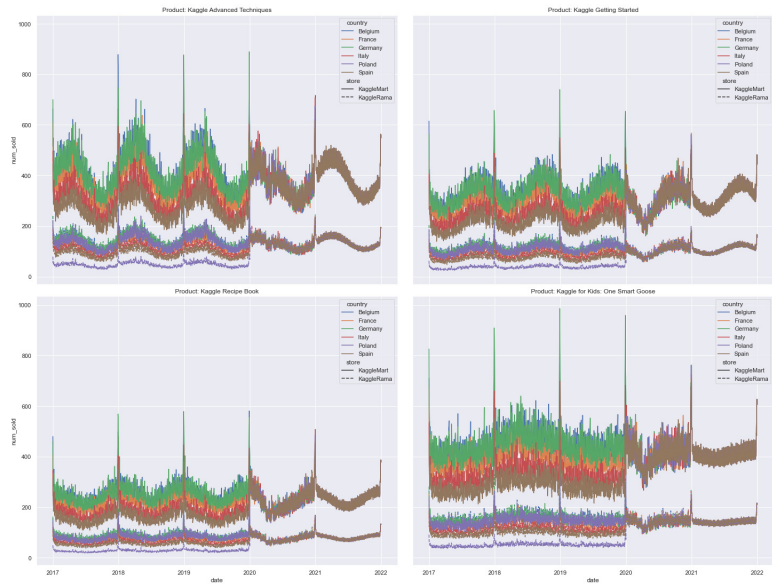 Product: Kaggle Advanced Techniques
1000
800
600
400
200
0
num_sold
country
Belgium
France
Germany
Italy
Poland
Spain
store
KaggleMart
KaggleRama
Product: Kaggle Getting Started
country
Belgium
France
Germany
Italy
Poland
Spain
store
KaggleMart
KaggleRama
Product: Kaggle Recipe Book
1000
800
600
400
200
0
num_sold
country
Belgium
France
Germany
Italy
Poland
Spain
store
KaggleMart
KaggleRama
2017 2018 2019 2020 2021 2022
date
Product: Kaggle for Kids: One Smart Goose
country
Belgium
France
Germany
Italy
Poland
Spain
store
KaggleMart
KaggleRama
2017 2018 2019 2020 2021 2022
date